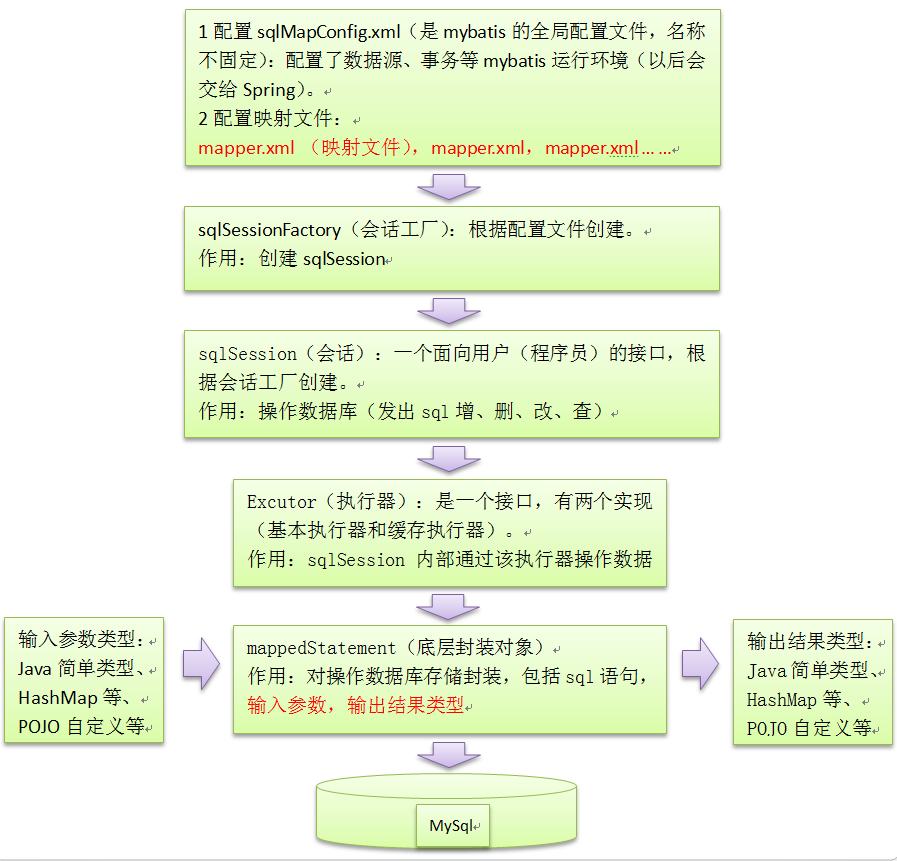 1 配置 sqlMapConfig.xml（是 mybatis 的全局配置文件，名称
不固定）：配置了数据源、事务等 mybatis 运行环境（以后会
交给 Spring）。
2 配置映射文件：
mapper.xml （映射文件），mapper.xml，mapper.xml... ...
sqlSessionFactory（会话工厂）：根据配置文件创建。
作用：创建 sqlSession
sqlSession（会话）：一个面向用户（程序员）的接口，根
据会话工厂创建。
作用：操作数据库（发出 sql 增、删、改、查）
Excutor（执行器）：是一个接口，有两个实现
（基本执行器和缓存执行器）。
作用：sqlSession 内部通过该执行器操作数据
输入参数类型：
Java 简单类型、
HashMap 等、
POJO 自定义等
mappedStatement（底层封装对象）
作用：对操作数据库存储封装，包括 sql 语句，
输入参数，输出结果类型
输出结果类型：
Java 简单类型、
HashMap 等、
POJO 自定义等
MySql